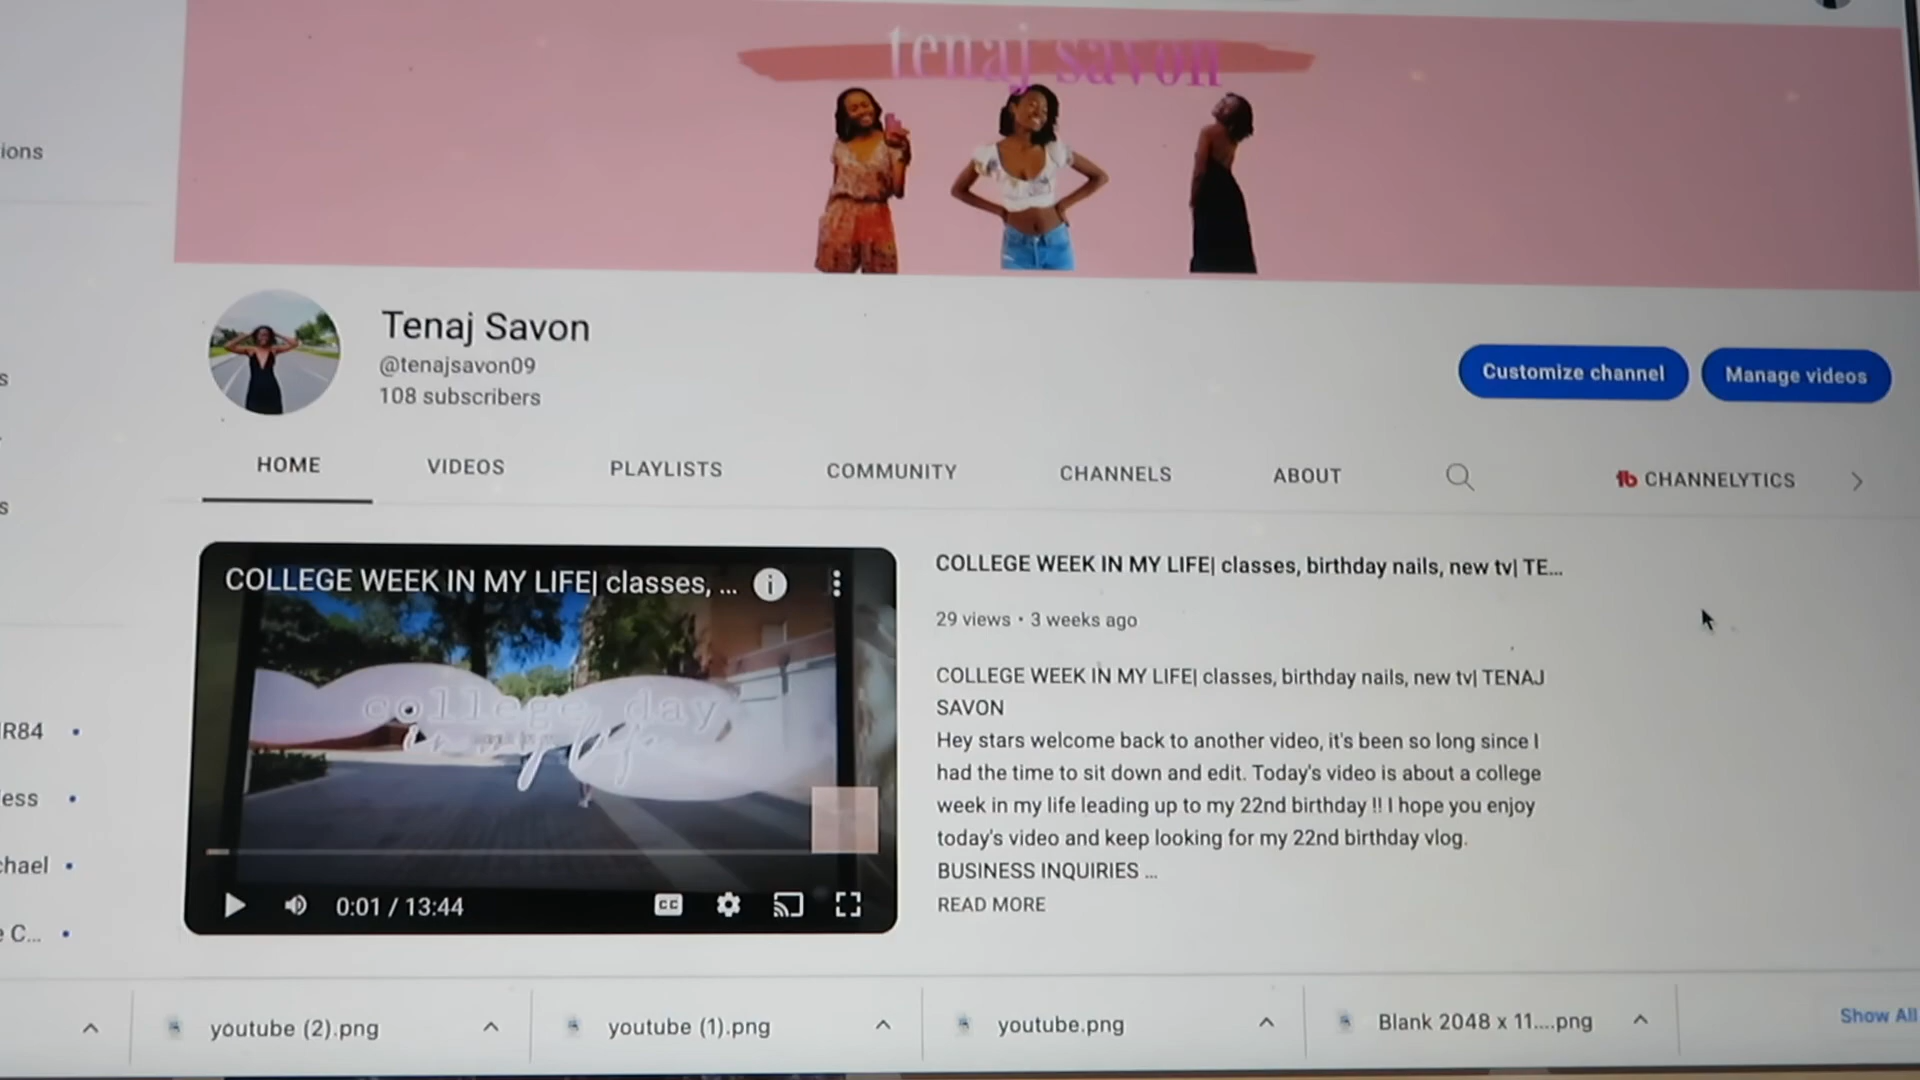 tenaj savon
ions
Tenaj Savon
@tenajsavon09
108 subscribers
Customize channel
Manage videos
HOME
VIDEOS
PLAYLISTS
COMMUNITY
CHANNELS
ABOUT
CHANNELYTICS
s
s
COLLEGE WEEK IN MY LIFE| classes, ...
college day
in my life
0:01 / 13:44
COLLEGE WEEK IN MY LIFE| classes, birthday nails, new tv| TE...
29 views • 3 weeks ago
COLLEGE WEEK IN MY LIFE| classes, birthday nails, new tv| TENAJ
SAVON
Hey stars welcome back to another video, it's been so long since I
had the time to sit down and edit. Today's video is about a college
week in my life leading up to my 22nd birthday !! I hope you enjoy
today's video and keep looking for my 22nd birthday vlog.
BUSINESS INQUIRIES ...
READ MORE
R84
ess
chael
e C...
youtube (2).png
youtube (1).png
youtube.png
Blank 2048 x 11....png
Show All